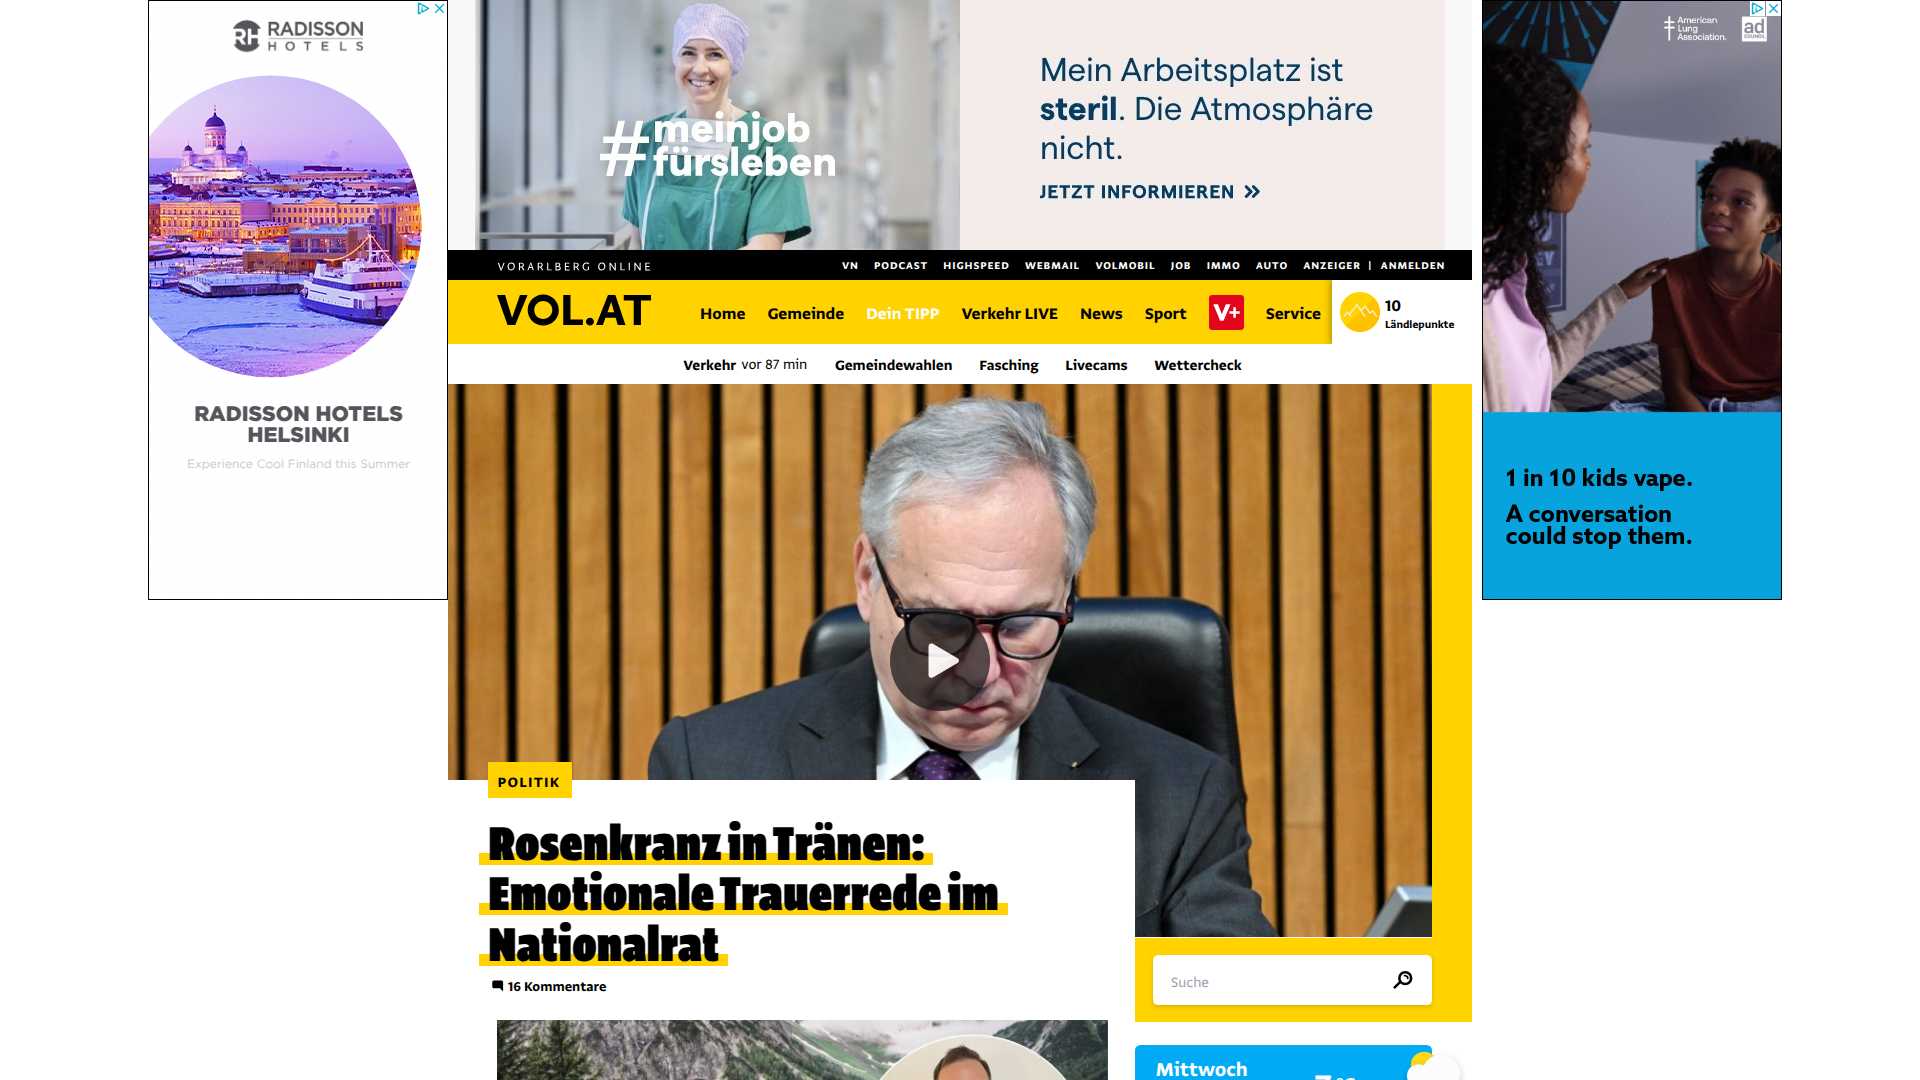 RADISSON
HOTELS
RADISSON HOTELS
HELSINKI
Experience Cool Finland this Summer
#meinjob
fürsleben
Mein Arbeitsplatz ist
steril. Die Atmosphäre
nicht.
JETZT INFORMIEREN
American
Lung
Association.
ad
COUNCIL
1 in 10 kids vape.
A conversation
could stop them.
VORARLBERG ONLINE
VN PODCAST HIGHSPEED WEBMAIL VOLMOBIL JOB IMMO AUTO ANZEIGER | ANMELDEN
VOL.AT
Home Gemeinde Dein TIPP Verkehr LIVE News Sport V+ Service
10
Ländlepunkte
Verkehr vor 87 min Gemeindewahlen Fasching Livecams Wettercheck
POLITIK
Rosenkranz in Tränen:
Emotionale Trauerrede im
Nationalrat
16 Kommentare
Suche
Mittwoch